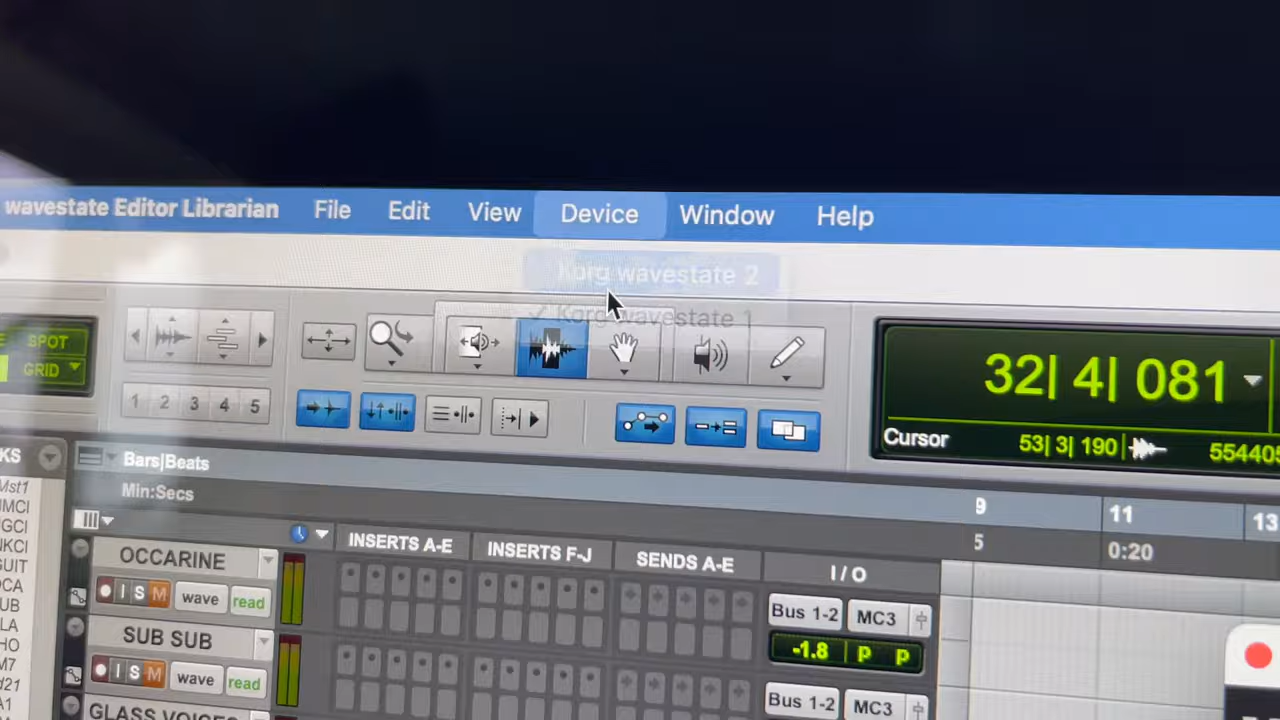 wavestate Editor Librarian File Edit View Device Window Help
Korg wavestate 2
✓ Korg wavestate 1
SPOT
GRID
1 2 3 4 5
32| 4| 081
Cursor 53| 3| 190
Bars|Beats
Min:Secs
9 11 13
5 0:20
INSERTS A-E INSERTS F-J SENDS A-E I / O
OCCARINE
I S M wave read
Bus 1-2 MC3
-1.8 p p
SUB SUB
I S M wave read
Bus 1-2 MC3